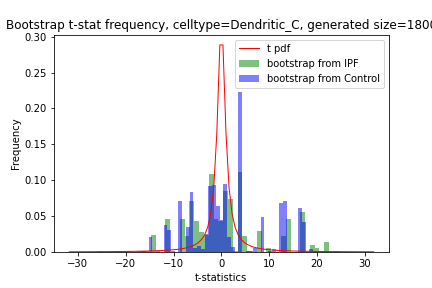 Bootstrap t-stat frequency, celltype=Dendritic_C, generated size=1800
t pdf
bootstrap from IPF
bootstrap from Control
0.30
0.25
0.20
0.15
0.10
0.05
0.00
Frequency
−30 −20 −10 0 10 20 30
t-statistics